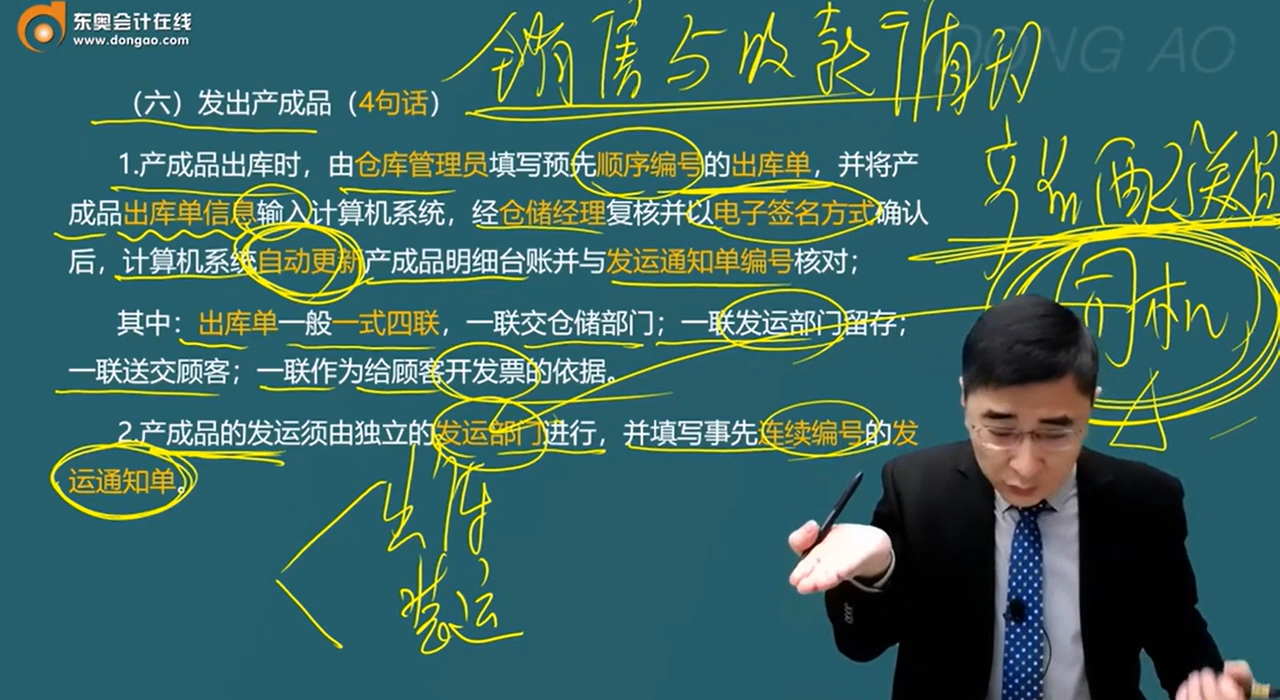 东奥会计在线
www.dongao.com
DONG AO
销售与收款循环
（六）发出产成品（4句话）
1.产成品出库时，由仓库管理员填写预先顺序编号的出库单，并将产
成品出库单信息输入计算机系统，经仓储经理复核并以电子签名方式确认
后，计算机系统自动更新产成品明细台账并与发运通知单编号核对；
其中：出库单一般一式四联，一联交仓储部门；一联发运部门留存；
一联送交顾客；一联作为给顾客开发票的依据。
2.产成品的发运须由独立的发运部门进行，并填写事先连续编号的发
运通知单。
产品配送员
司机
出库
装运